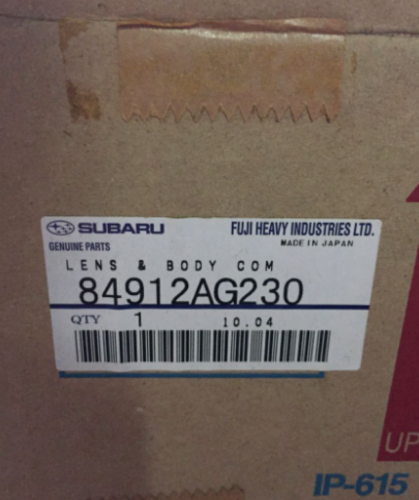 SUBARU FUJI HEAVY INDUSTRIES LTD.
GENUINE PARTS MADE IN JAPAN
LENS & BODY COM
84912AG230
QTY 1 10.04
UP
IP-615